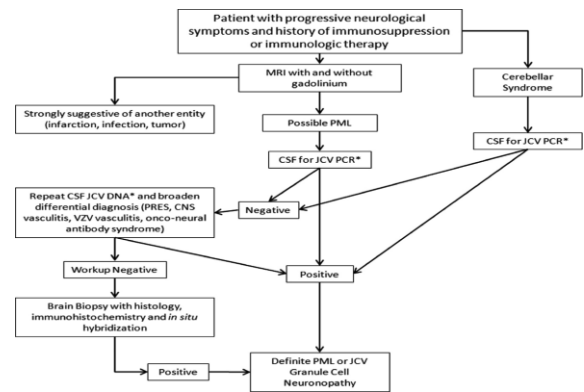 Patient with progressive neurological
symptoms and history of immunosuppression
or immunologic therapy
MRI with and without
gadolinium
Cerebellar
Syndrome
Strongly suggestive of another entity
(infarction, infection, tumor)
Possible PML
CSF for JCV PCR*
CSF for JCV PCR*
Repeat CSF JCV DNA* and broaden
differential diagnosis (PRES, CNS
vasculitis, VZV vasculitis, onco-neural
antibody syndrome)
Negative
Workup Negative
Positive
Brain Biopsy with histology,
immunohistochemistry and in situ
hybridization
Positive
Definite PML or JCV
Granule Cell
Neuronopathy